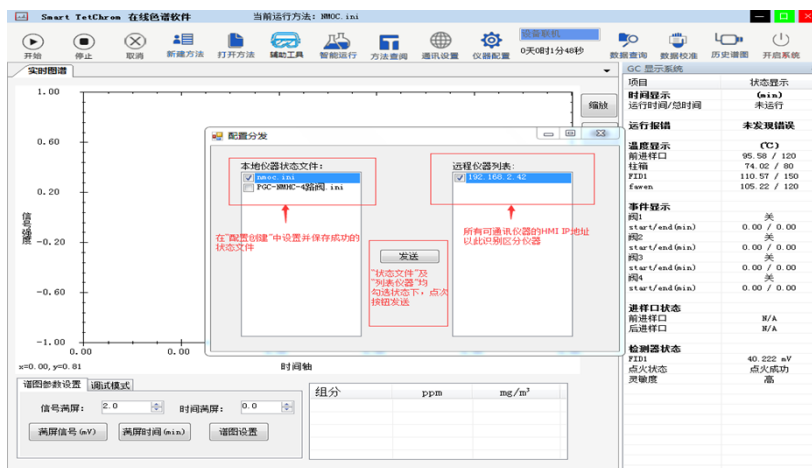 Smart TetChrom 在线色谱软件 当前运行方法: NMOC.ini
开始 停止 取消 新建方法 打开方法 辅助工具 智能运行 方法查阅 通讯设置 仪器配置 设备联机 0天0时1分48秒 数据查询 数据校准 历史谱图 开启系统
实时图谱
GC 显示系统
项目 状态显示
时间显示 (min)
运行时间/总时间 未运行
运行报错 未发现错误
温度显示 (℃)
前进样口 95.58 / 120
柱箱 74.02 / 80
FID1 110.57 / 150
fawen 105.22 / 120
事件显示
阀1 关
start/end(min) 0.00 / 0.00
阀2 关
start/end(min) 0.00 / 0.00
阀3 关
start/end(min) 0.00 / 0.00
阀4 关
start/end(min) 0.00 / 0.00
进样口状态
前进样口 N/A
后进样口 N/A
检测器状态
FID1 40.222 mV
点火状态 点火成功
灵敏度 高
信号强度
1.00
0.60
0.20
-0.20
-0.60
-1.00
0.00 0.00
x=0.00, y=0.81
时间轴
缩放
配置分发
本地仪器状态文件:
nmoc.ini
PGC-NMHC-4路阀.ini
在"配置创建"中设置并保存成功的
状态文件
发送
"状态文件"及
"列表仪器"均
勾选状态下，点次
按钮发送
远程仪器列表:
192.168.2.42
所有可通讯仪器的HMI IP地址
以此识别区分仪器
谱图参数设置 调试模式
信号满屏: 2.0 时间满屏: 0.0
满屏信号(mV) 满屏时间(min) 谱图设置
组分 ppm mg/m³